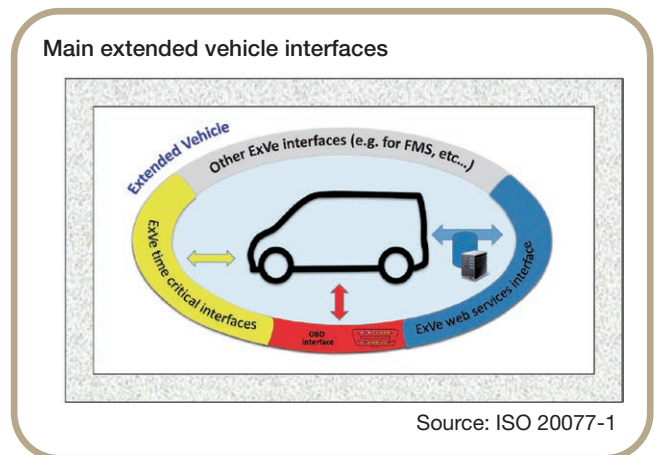 Main extended vehicle interfaces
Extended Vehicle
Other ExVe interfaces (e.g. for FMS, etc...)
ExVe time critical interfaces
ExVe web services interface
OBD
Interface
Source: ISO 20077-1